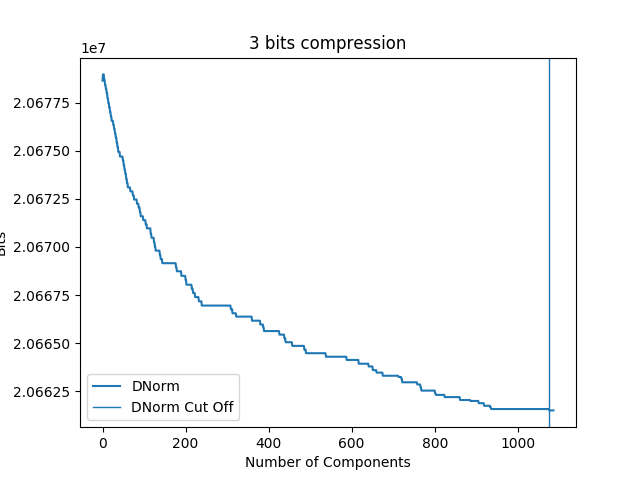 3 bits compression
1e7
2.06775
2.06750
2.06725
2.06700
2.06675
2.06650
2.06625
Bits
DNorm
DNorm Cut Off
0 200 400 600 800 1000
Number of Components